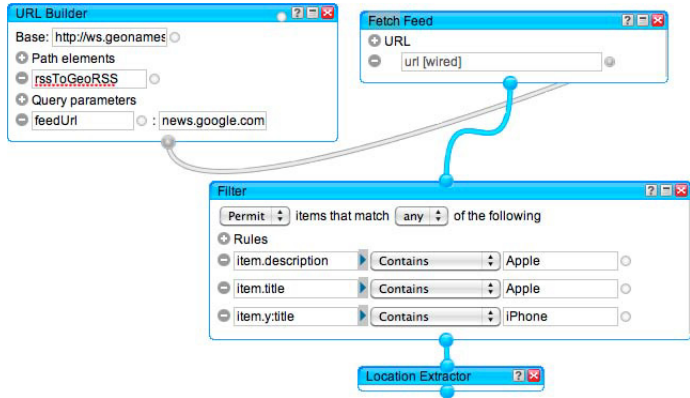 URL Builder
Base: http://ws.geonames
Path elements
rssToGeoRSS
Query parameters
feedUrl : news.google.com
Fetch Feed
URL
url [wired]
Filter
Permit items that match any of the following
Rules
item.description Contains Apple
item.title Contains Apple
item.y:title Contains iPhone
Location Extractor